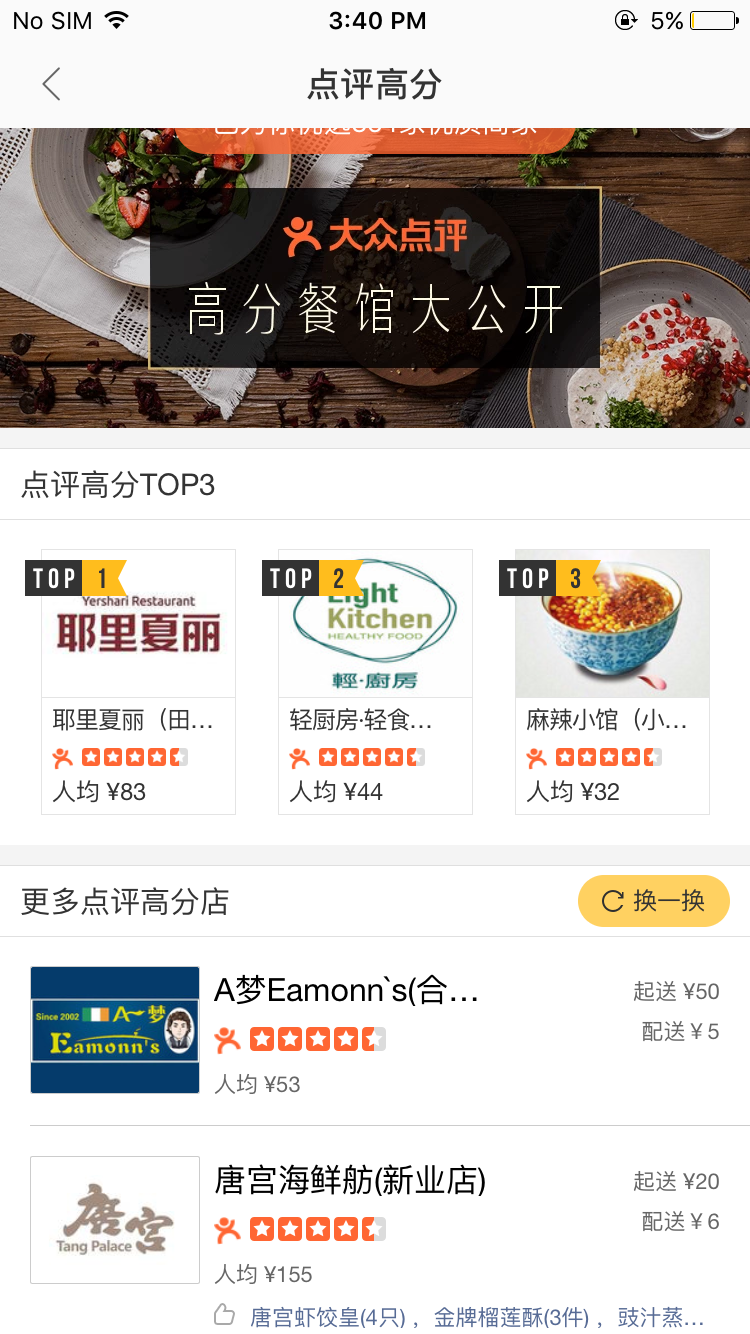 No SIM 3:40 PM 5%
点评高分
大众点评
高分餐馆大公开
点评高分TOP3
TOP 1 TOP 2 TOP 3
Yershari Restaurant
耶里夏丽
Light
Kitchen
HEALTHY FOOD
輕·廚房
耶里夏丽（田… 轻厨房·轻食… 麻辣小馆（小…
人均 ¥83 人均 ¥44 人均 ¥32
更多点评高分店 换一换
Since 2002 A一梦
Eamonn's
A梦Eamonn`s(合… 起送 ¥50
配送 ¥ 5
人均 ¥53
唐宫
Tang Palace
唐宫海鲜舫(新业店) 起送 ¥20
配送 ¥ 6
人均 ¥155
唐宫虾饺皇(4只) ，金牌榴莲酥(3件) ，豉汁蒸…